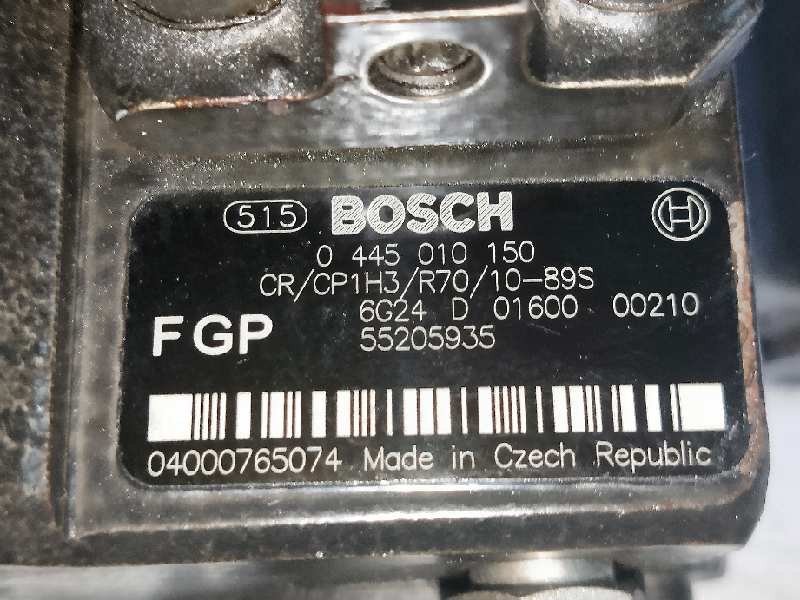 515 BOSCH
0 445 010 150
CR/CP1H3/R70/10-89S
6G24 D 01600 00210
FGP 55205935
04000765074 Made in Czech Republic